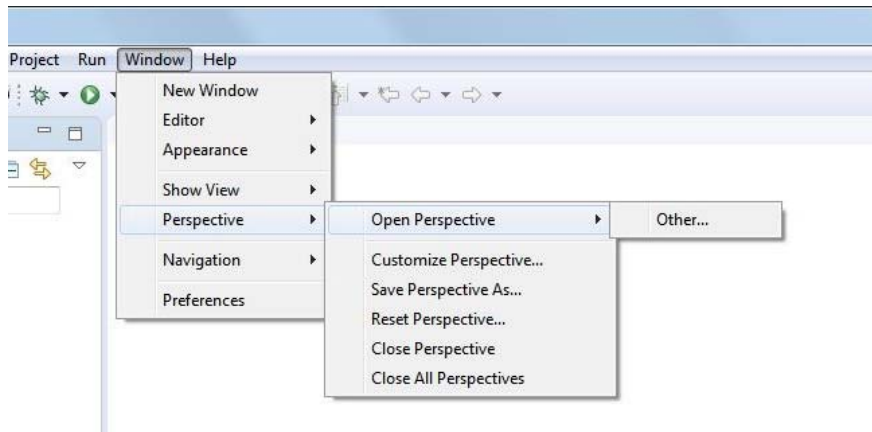 Project Run Window Help
New Window
Editor
Appearance
Show View
Perspective
Navigation
Preferences
Open Perspective
Customize Perspective...
Save Perspective As...
Reset Perspective...
Close Perspective
Close All Perspectives
Other...